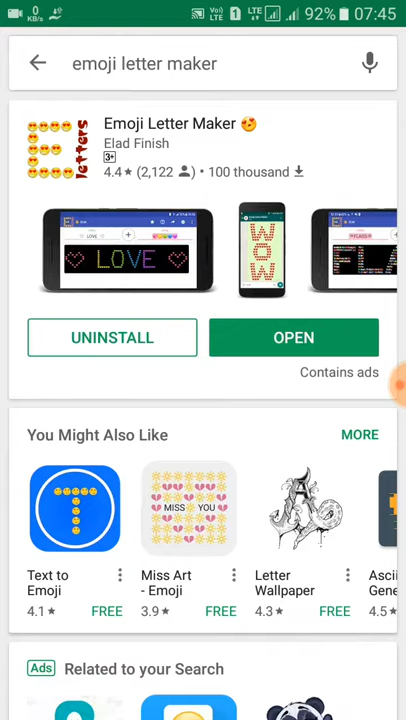 0
KB/s
Vo)
LTE
1
LTE
92%
07:45
emoji letter maker
Emoji Letter Maker 😍
Elad Finish
3+
4.4★ (2,122) • 100 thousand
letters
LOVE
WOW
UNINSTALL
OPEN
Contains ads
You Might Also Like
MORE
MISS YOU
Text to
Emoji
4.1★ FREE
Miss Art
- Emoji
3.9★ FREE
Letter
Wallpaper
4.3★ FREE
Ascii
Gene
4.5★
Ads Related to your Search